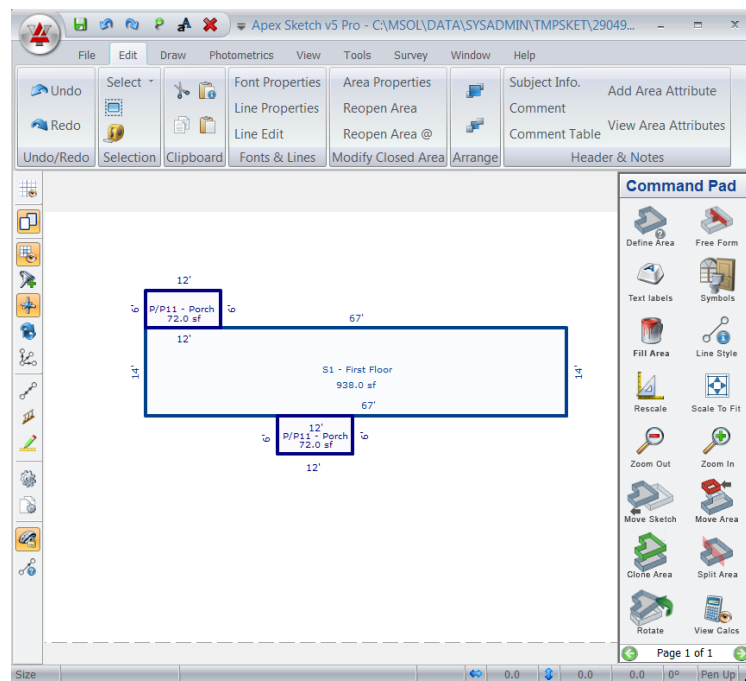 Apex Sketch v5 Pro - C:\MSOL\DATA\SYSADMIN\TMPSKET\29049...
File Edit Draw Photometrics View Tools Survey Window Help
Undo Select Font Properties Area Properties Subject Info. Add Area Attribute
Line Properties Reopen Area Comment
Redo Line Edit Reopen Area @ Comment Table View Area Attributes
Undo/Redo Selection Clipboard Fonts & Lines Modify Closed Area Arrange Header & Notes
Command Pad
Define Area Free Form
Text labels Symbols
Fill Area Line Style
Rescale Scale To Fit
Zoom Out Zoom In
Move Sketch Move Area
Clone Area Split Area
Rotate View Calcs
Page 1 of 1
12'
6' P/P11 - Porch 6'
72.0 sf
12'
67'
14' S1 - First Floor 14'
938.0 sf
67'
12'
6' P/P11 - Porch 6'
72.0 sf
12'
Size 0.0 0.0 0.0 0° Pen Up